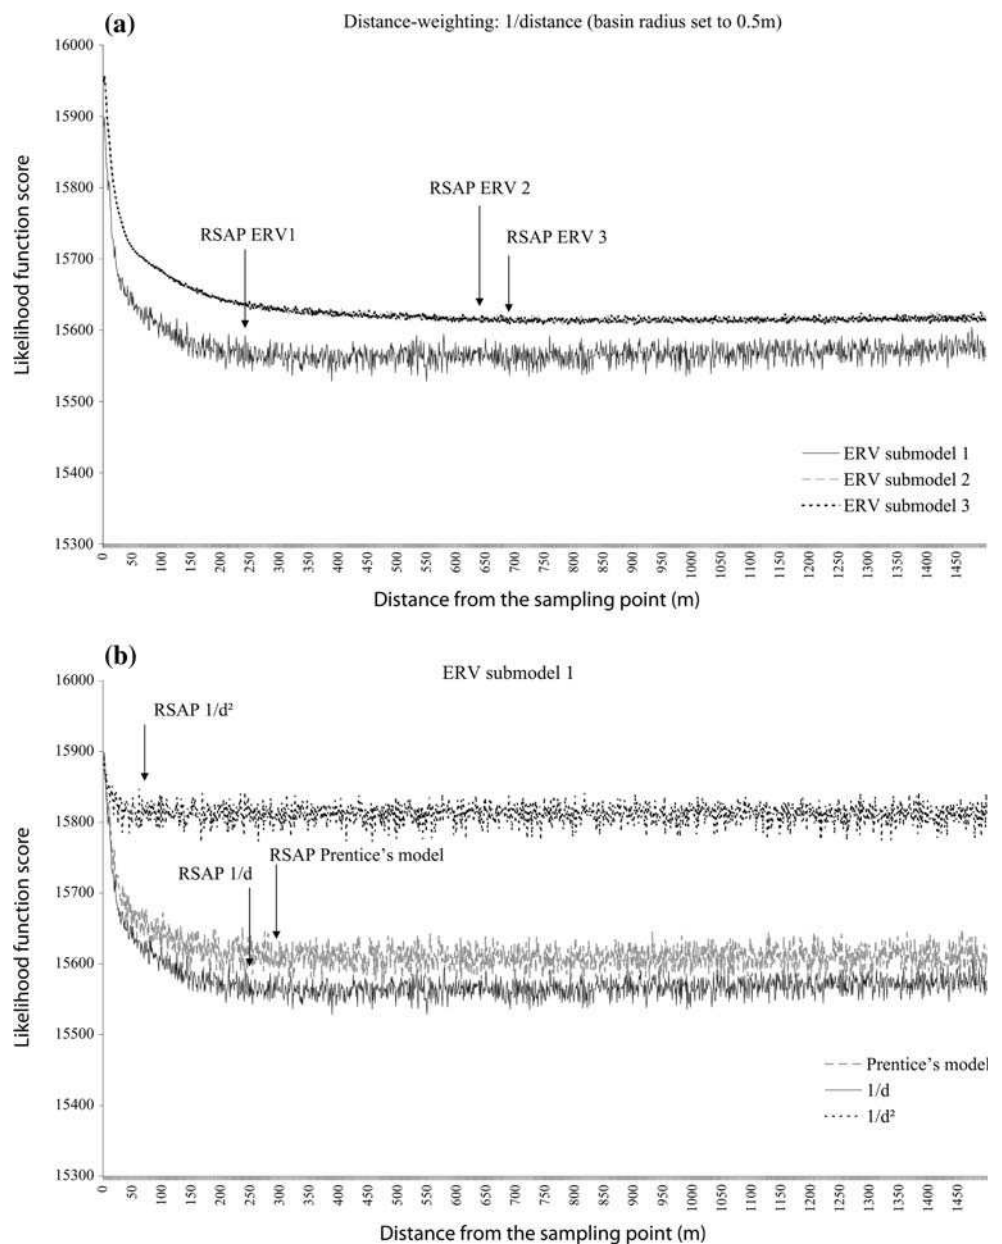 (a)
Distance-weighting: 1/distance (basin radius set to 0.5m)
16000
15900
15800
15700
15600
15500
15400
15300
Likelihood function score
RSAP ERV1
RSAP ERV 2
RSAP ERV 3
ERV submodel 1
ERV submodel 2
ERV submodel 3
0 50 100 150 200 250 300 350 400 450 500 550 600 650 700 750 800 850 900 950 1000 1050 1100 1150 1200 1250 1300 1350 1400 1450
Distance from the sampling point (m)
(b)
ERV submodel 1
16000
15900
15800
15700
15600
15500
15400
15300
Likelihood function score
RSAP 1/d²
RSAP 1/d
RSAP Prentice's model
Prentice's model
1/d
1/d²
0 50 100 150 200 250 300 350 400 450 500 550 600 650 700 750 800 850 900 950 1000 1050 1100 1150 1200 1250 1300 1350 1400 1450
Distance from the sampling point (m)